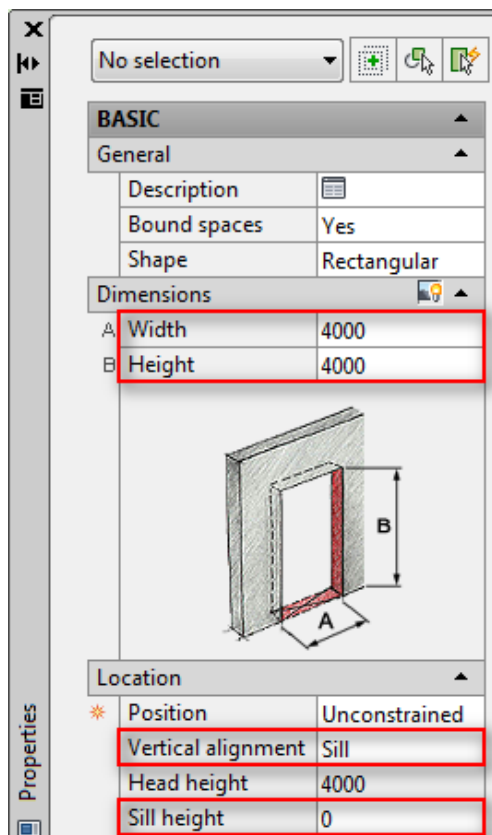 No selection
BASIC
General
Description
Bound spaces Yes
Shape Rectangular
Dimensions
A Width 4000
B Height 4000
B
A
Location
Position Unconstrained
Vertical alignment Sill
Head height 4000
Sill height 0
Properties